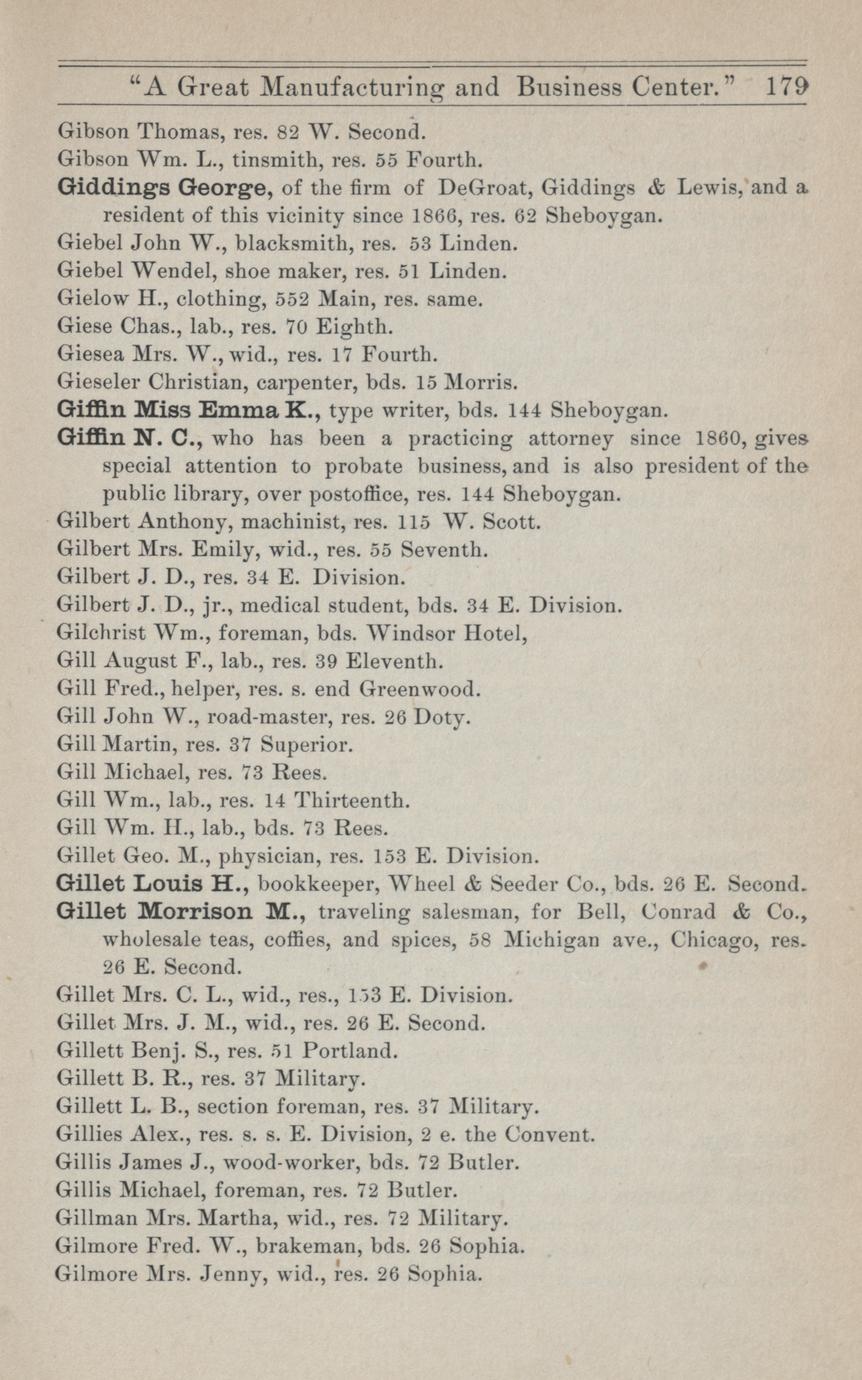 “A Great Manufacturing and Business Center.” 179
Gibson Thomas, res. 82 W. Second.
Gibson Wm. L., tinsmith, res. 55 Fourth.
Giddings George, of the firm of DeGroat, Giddings & Lewis, and a
resident of this vicinity since 1866, res. 62 Sheboygan.
Giebel John W., blacksmith, res. 53 Linden.
Giebel Wendel, shoe maker, res. 51 Linden.
Gielow H., clothing, 552 Main, res. same.
Giese Chas., lab., res. 70 Eighth.
Giesea Mrs. W., wid., res. 17 Fourth.
Gieseler Christian, carpenter, bds. 15 Morris.
Giffin Miss Emma K., type writer, bds. 144 Sheboygan.
Giffin N. C., who has been a practicing attorney since 1860, gives
special attention to probate business, and is also president of the
public library, over postoffice, res. 144 Sheboygan.
Gilbert Anthony, machinist, res. 115 W. Scott.
Gilbert Mrs. Emily, wid., res. 55 Seventh.
Gilbert J. D., res. 34 E. Division.
Gilbert J. D., jr., medical student, bds. 34 E. Division.
Gilchrist Wm., foreman, bds. Windsor Hotel,
Gill August F., lab., res. 39 Eleventh.
Gill Fred., helper, res. s. end Greenwood.
Gill John W., road-master, res. 26 Doty.
Gill Martin, res. 37 Superior.
Gill Michael, res. 73 Rees.
Gill Wm., lab., res. 14 Thirteenth.
Gill Wm. H., lab., bds. 73 Rees.
Gillet Geo. M., physician, res. 153 E. Division.
Gillet Louis H., bookkeeper, Wheel & Seeder Co., bds. 26 E. Second.
Gillet Morrison M., traveling salesman, for Bell, Conrad & Co.,
wholesale teas, coffies, and spices, 58 Michigan ave., Chicago, res.
26 E. Second.
Gillet Mrs. C. L., wid., res., 153 E. Division.
Gillet Mrs. J. M., wid., res. 26 E. Second.
Gillett Benj. S., res. 51 Portland.
Gillett B. R., res. 37 Military.
Gillett L. B., section foreman, res. 37 Military.
Gillies Alex., res. s. s. E. Division, 2 e. the Convent.
Gillis James J., wood-worker, bds. 72 Butler.
Gillis Michael, foreman, res. 72 Butler.
Gillman Mrs. Martha, wid., res. 72 Military.
Gilmore Fred. W., brakeman, bds. 26 Sophia.
Gilmore Mrs. Jenny, wid., res. 26 Sophia.